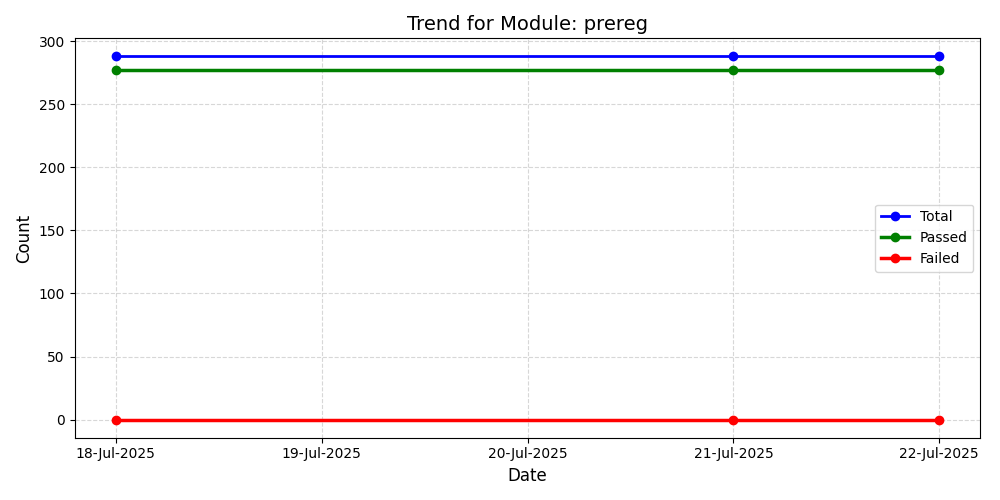 Trend for Module: prereg
300
250
200
150
100
50
0
Count
Total
Passed
Failed
18-Jul-2025
19-Jul-2025
20-Jul-2025
21-Jul-2025
22-Jul-2025
Date